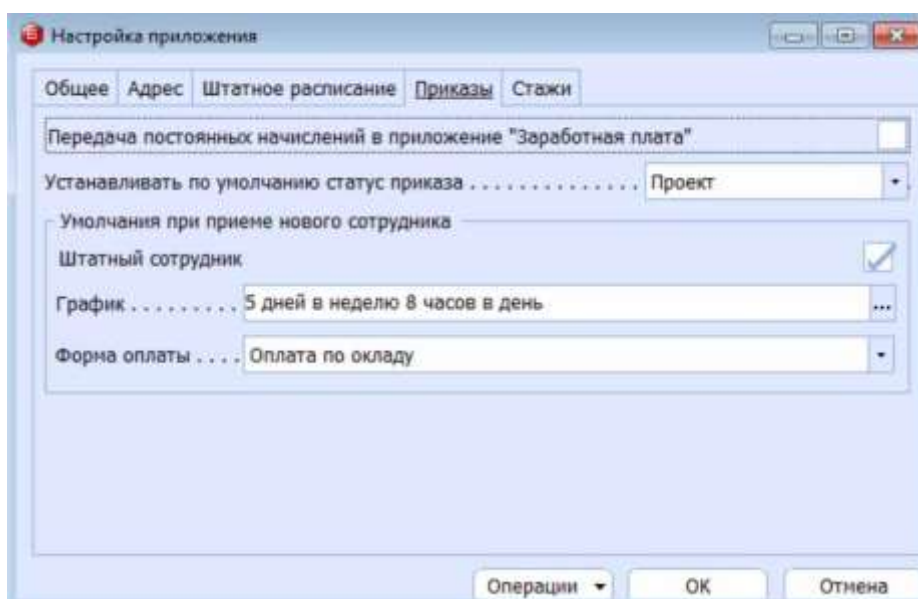 Настройка приложения
Общее Адрес Штатное расписание Приказы Стажи
Передача постоянных начислений в приложение "Заработная плата"
Устанавливать по умолчанию статус приказа . . . . . . . . . . . . . . Проект
Умолчания при приеме нового сотрудника
Штатный сотрудник
График . . . . . . . . . 5 дней в неделю 8 часов в день ...
Форма оплаты . . . . Оплата по окладу
Операции ОК Отмена